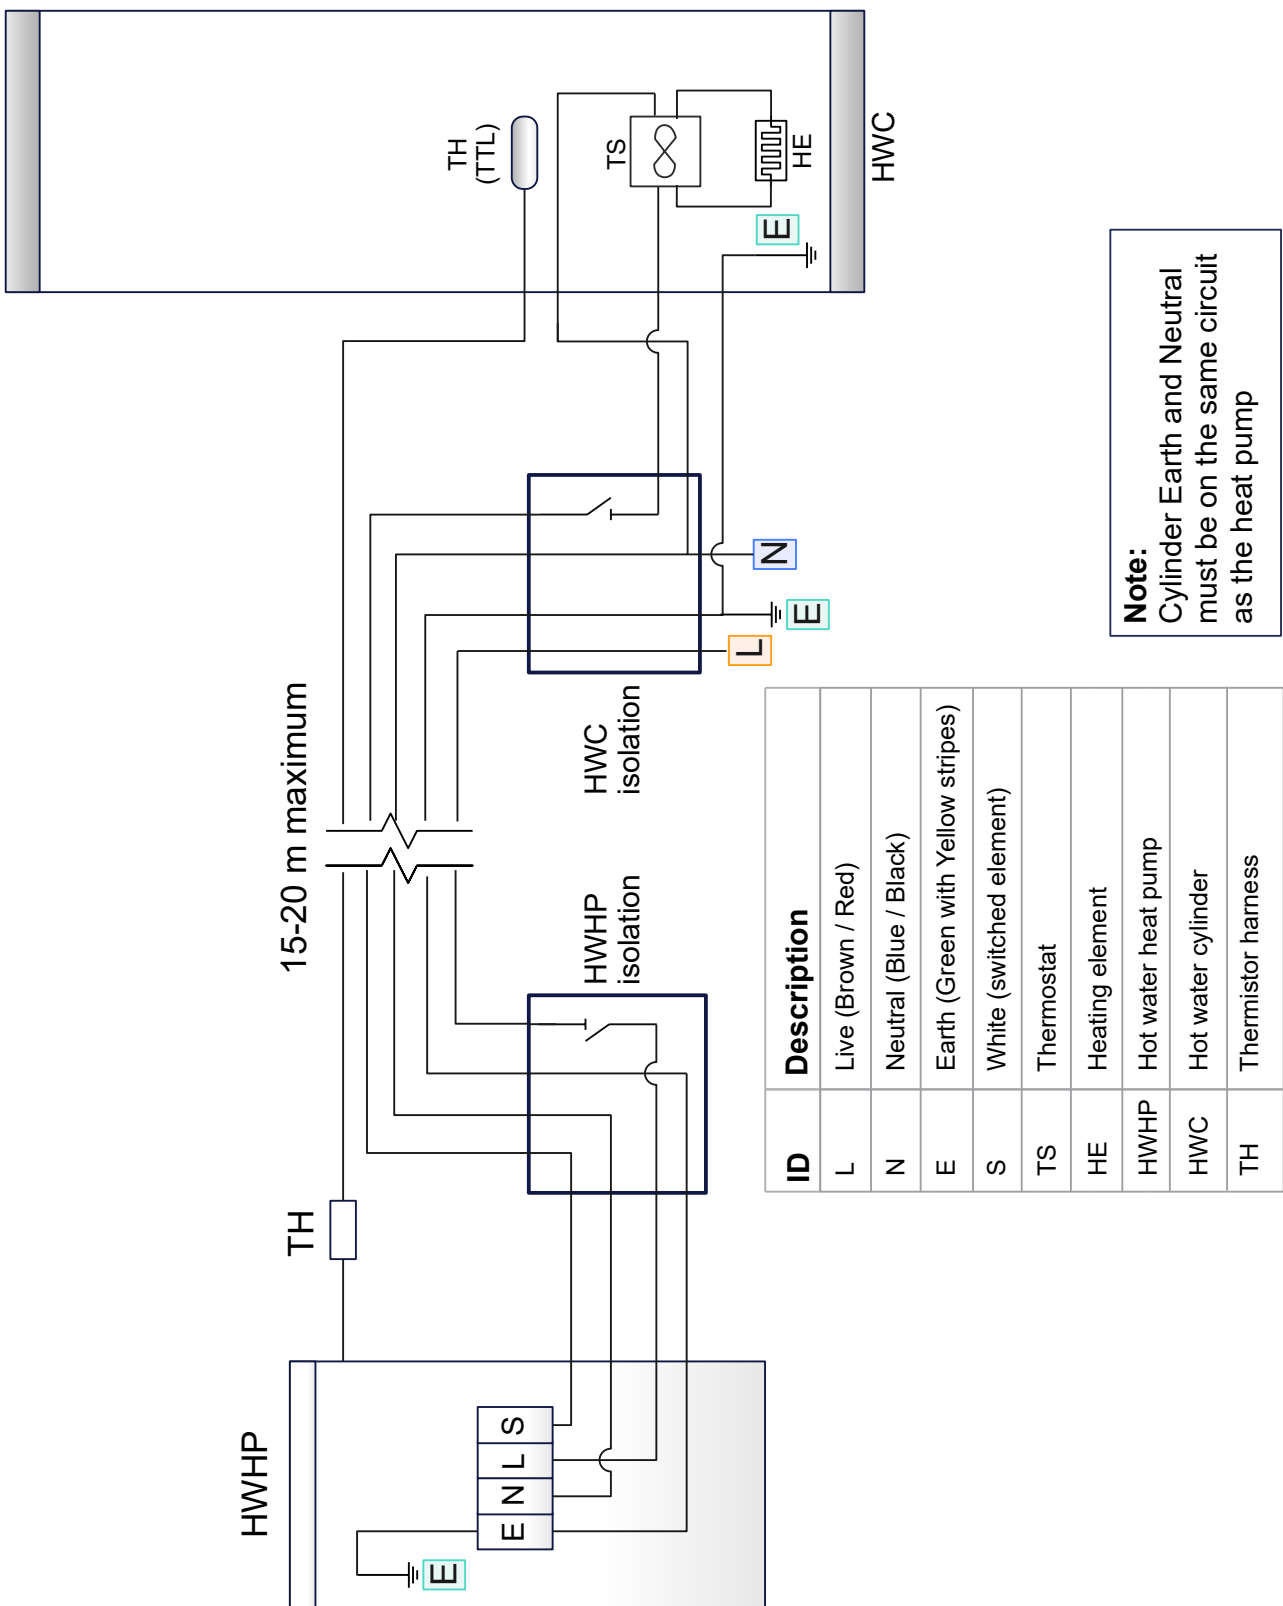 HWHP
E
E
N
L
S
TH
15-20 m maximum
HWHP
isolation
HWC
isolation
L
E
N
TH
(TTL)
TS
HE
E
HWC
ID Description
L Live (Brown / Red)
N Neutral (Blue / Black)
E Earth (Green with Yellow stripes)
S White (switched element)
TS Thermostat
HE Heating element
HWHP Hot water heat pump
HWC Hot water cylinder
TH Thermistor harness
Note:
Cylinder Earth and Neutral
must be on the same circuit
as the heat pump